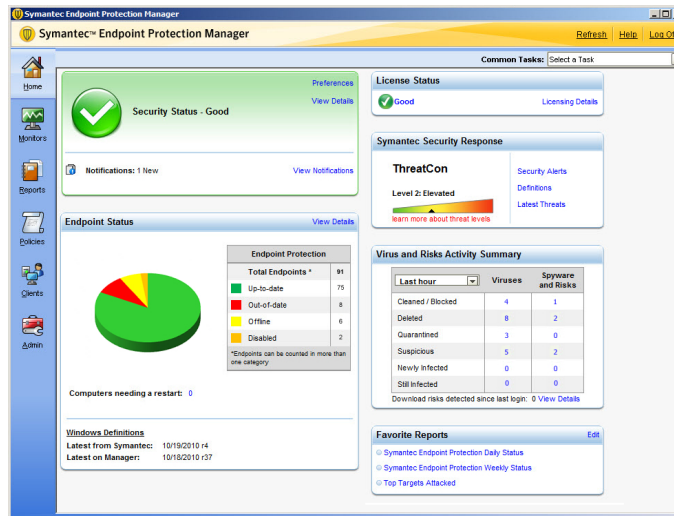 Symantec Endpoint Protection Manager
Symantec™ Endpoint Protection Manager
Refresh Help Log Of
Common Tasks: Select a Task
Home
Monitors
Reports
Policies
Clients
Admin
Preferences
View Details
Security Status - Good
Notifications: 1 New
View Notifications
Endpoint Status
View Details
Endpoint Protection
Total Endpoints * 91
Up-to-date 75
Out-of-date 8
Offline 6
Disabled 2
*Endpoints can be counted in more than
one category
Computers needing a restart: 0
Windows Definitions
Latest from Symantec: 10/19/2010 r4
Latest on Manager: 10/18/2010 r37
License Status
Good
Licensing Details
Symantec Security Response
ThreatCon
Level 2: Elevated
learn more about threat levels
Security Alerts
Definitions
Latest Threats
Virus and Risks Activity Summary
Last hour Viruses Spyware
and Risks
Cleaned / Blocked 4 1
Deleted 8 2
Quarantined 3 0
Suspicious 5 2
Newly Infected 0 0
Still Infected 0 0
Download risks detected since last login: 0 View Details
Favorite Reports
Edit
Symantec Endpoint Protection Daily Status
Symantec Endpoint Protection Weekly Status
Top Targets Attacked